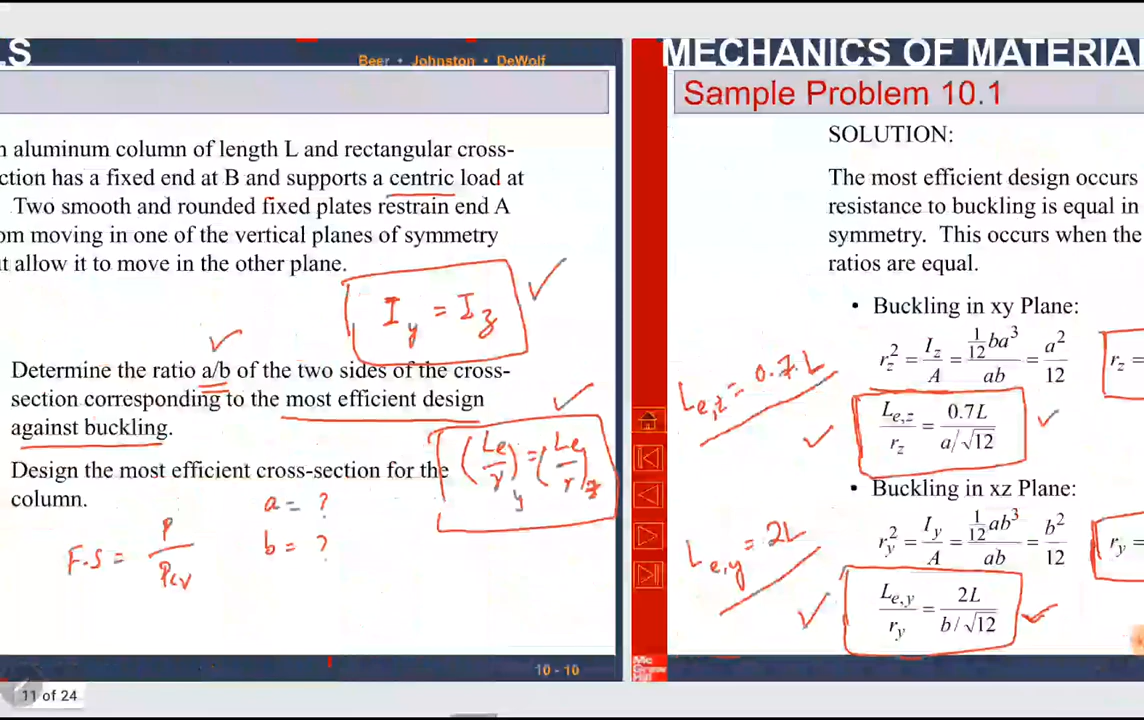 LS
Beer • Johnston • DeWolf
n aluminum column of length L and rectangular cross-
ction has a fixed end at B and supports a centric load at
Two smooth and rounded fixed plates restrain end A
om moving in one of the vertical planes of symmetry
t allow it to move in the other plane.
I_y = I_z
Determine the ratio a/b of the two sides of the cross-
section corresponding to the most efficient design
against buckling.
(Le/r)_y = (Le/r)_z
Design the most efficient cross-section for the
column.
a = ?
b = ?
F.S = P/Pcr
10 - 10
11 of 24
MECHANICS OF MATERIA
Sample Problem 10.1
SOLUTION:
The most efficient design occurs
resistance to buckling is equal in
symmetry. This occurs when the
ratios are equal.
• Buckling in xy Plane:
r_z^2 = I_z/A = (1/12 ba^3)/(ab) = a^2/12
r_z =
L_e,z = 0.7L
L_e,z/r_z = 0.7L/(a/√12)
• Buckling in xz Plane:
r_y^2 = I_y/A = (1/12 ab^3)/(ab) = b^2/12
r_y =
L_e,y = 2L
L_e,y/r_y = 2L/(b/√12)